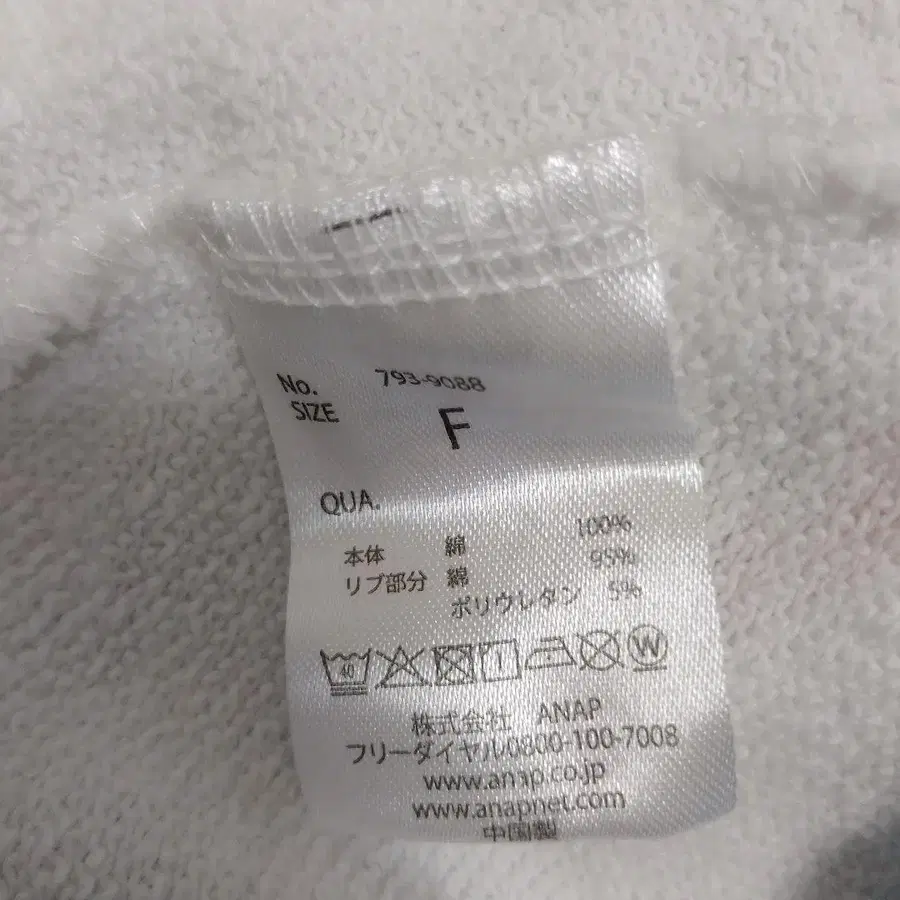 No. 793-9088
SIZE F
QUA.
本体 綿 100%
リブ部分 綿 95%
ポリウレタン 5%
40 W
株式会社 ANAP
フリーダイヤル0800-100-7008
www.anap.co.jp
www.anapnet.com
中国製